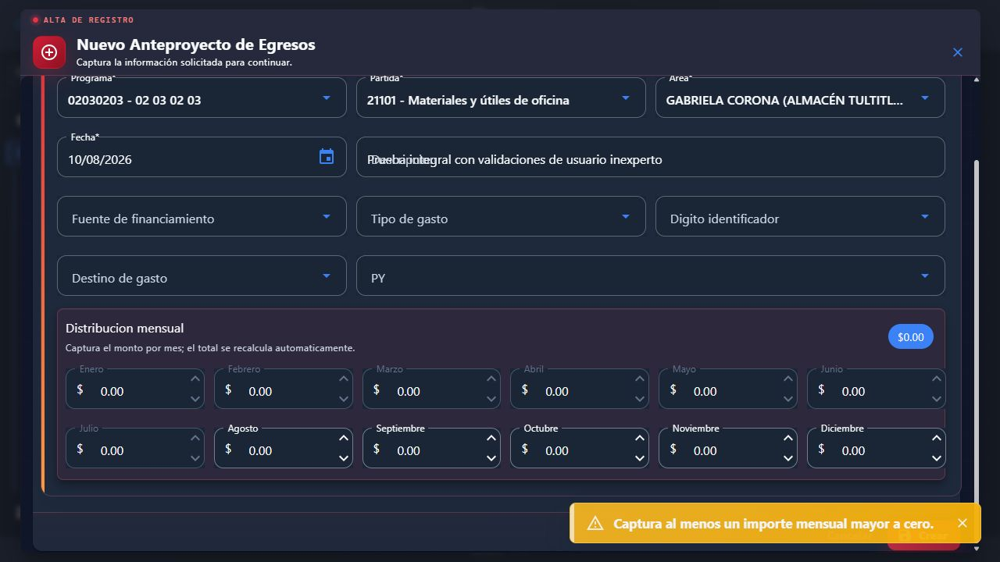 ALTA DE REGISTRO
Nuevo Anteproyecto de Egresos
Captura la información solicitada para continuar.
Programa*
Partida*
Área*
02030203 - 02 03 02 03
21101 - Materiales y útiles de oficina
GABRIELA CORONA (ALMACÉN TULTITL...
Fecha*
10/08/2026
Prueba integral con validaciones de usuario inexperto
Fuente de financiamiento
Tipo de gasto
Digito identificador
Destino de gasto
PY
Distribucion mensual
$0.00
Captura el monto por mes; el total se recalcula automaticamente.
Enero
Febrero
Marzo
Abril
Mayo
Junio
$ 0.00
$ 0.00
$ 0.00
$ 0.00
$ 0.00
$ 0.00
Julio
Agosto
Septiembre
Octubre
Noviembre
Diciembre
$ 0.00
$ 0.00
$ 0.00
$ 0.00
$ 0.00
$ 0.00
Captura al menos un importe mensual mayor a cero.
Crear